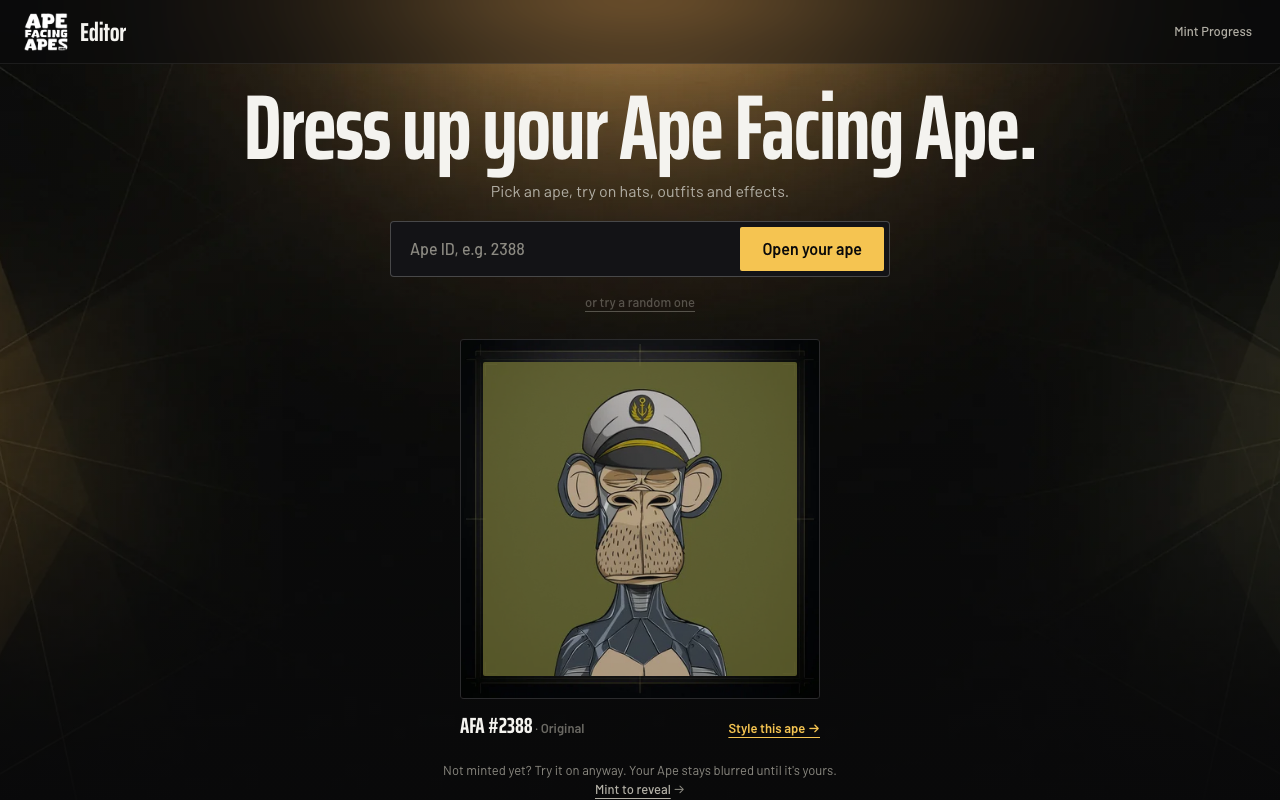 APE
FACING
APES
Editor
Mint Progress
Dress up your Ape Facing Ape.
Pick an ape, try on hats, outfits and effects.
Ape ID, e.g. 2388
Open your ape
or try a random one
AFA #2388 · Original
Style this ape →
Not minted yet? Try it on anyway. Your Ape stays blurred until it's yours.
Mint to reveal →